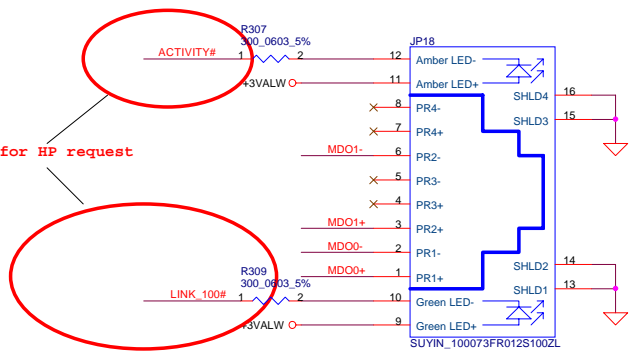 R307
300_0603_5%
JP18
ACTIVITY#
1
2
12
Amber LED-
+3VALW
11
Amber LED+
SHLD4
16
8
PR4-
SHLD3
15
7
PR4+
for HP request
MDO1-
6
PR2-
5
PR3-
4
PR3+
MDO1+
3
PR2+
MDO0-
2
PR1-
SHLD2
14
R309
300_0603_5%
MDO0+
1
PR1+
SHLD1
13
LINK_100#
1
2
10
Green LED-
+3VALW
9
Green LED+
SUYIN_100073FR012S100ZL